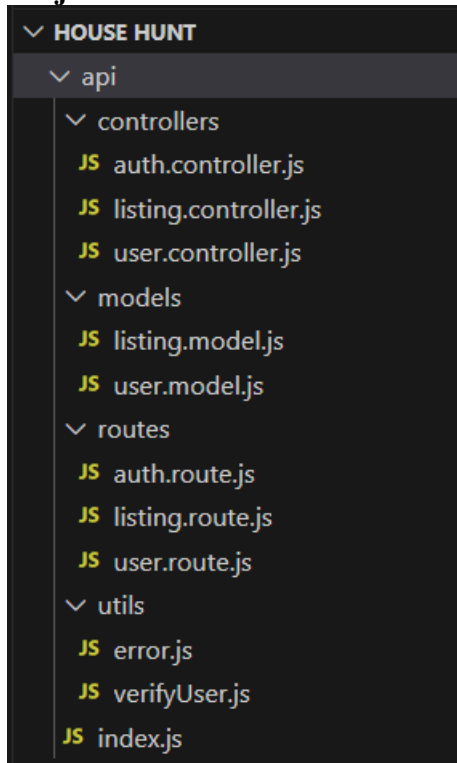 HOUSE HUNT
api
controllers
JS auth.controller.js
JS listing.controller.js
JS user.controller.js
models
JS listing.model.js
JS user.model.js
routes
JS auth.route.js
JS listing.route.js
JS user.route.js
utils
JS error.js
JS verifyUser.js
JS index.js